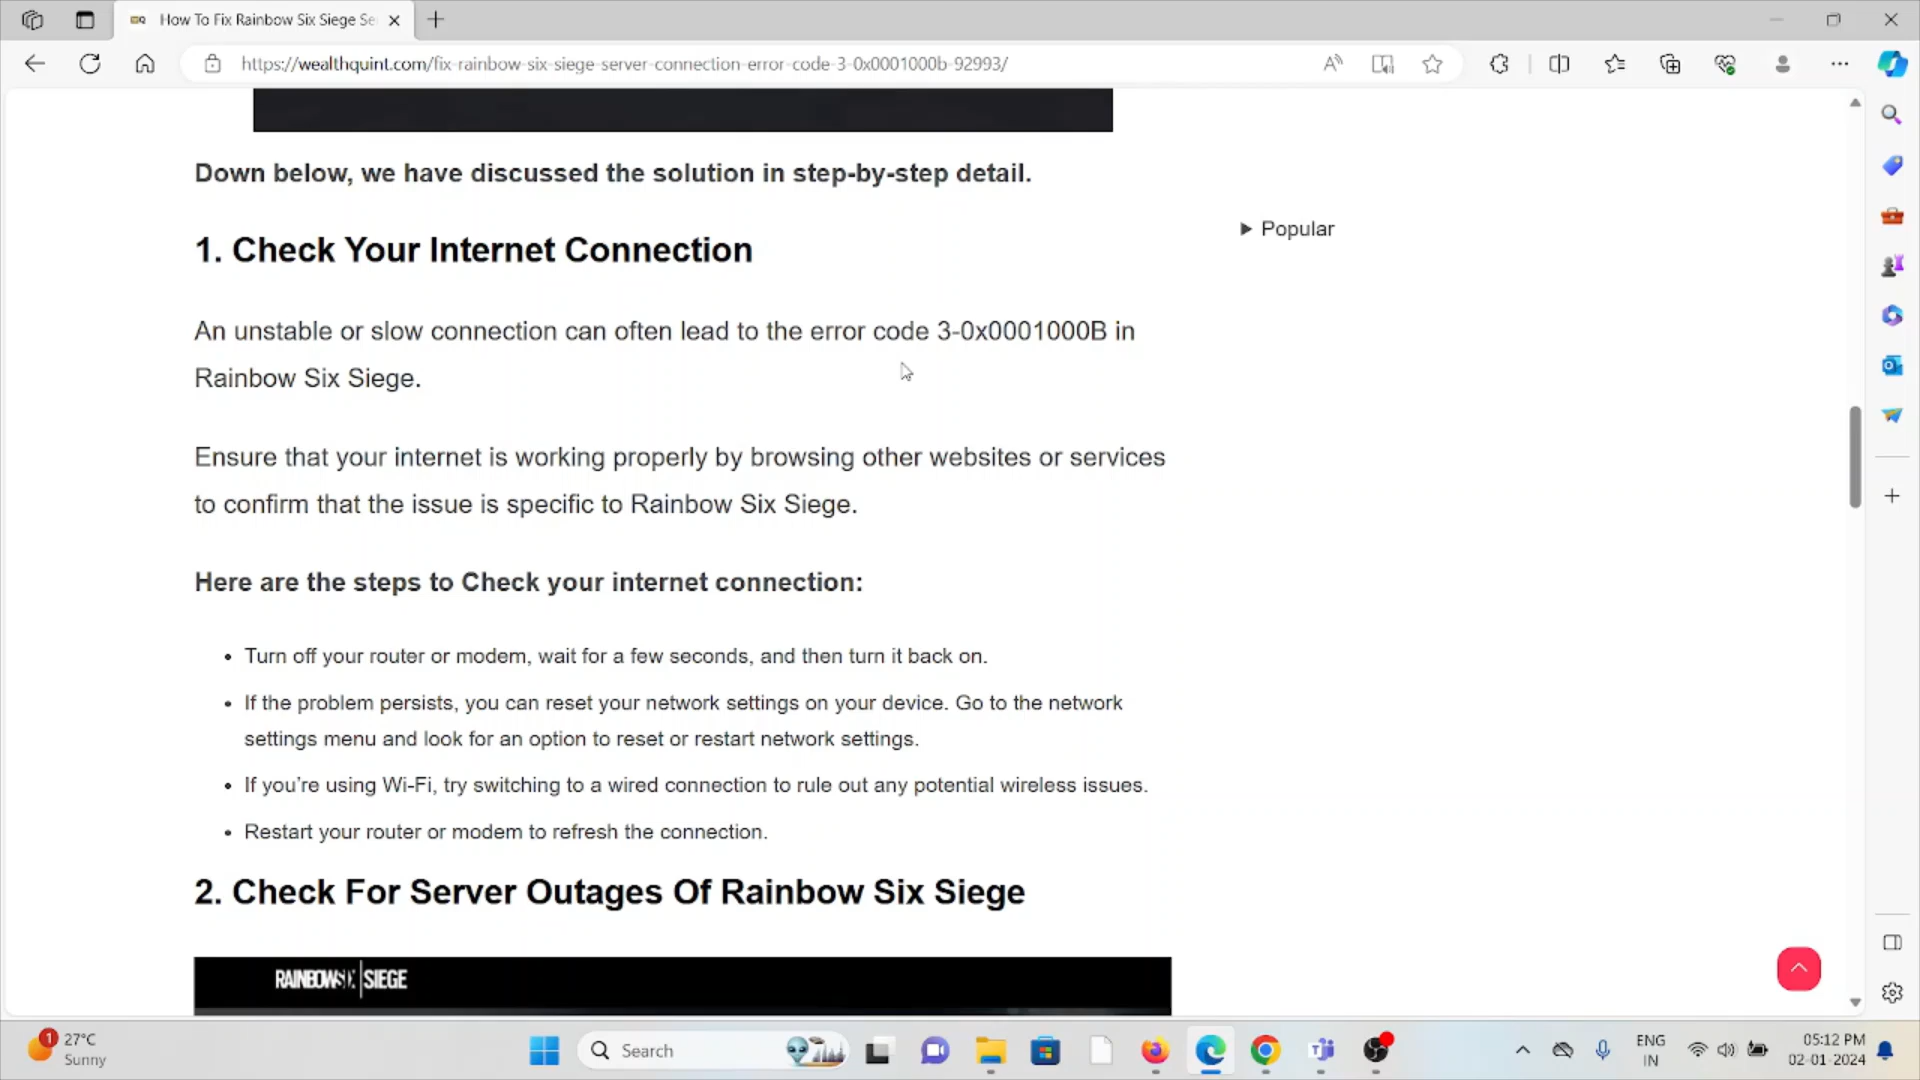 How To Fix Rainbow Six Siege Se
https://wealthquint.com/fix-rainbow-six-siege-server-connection-error-code-3-0x0001000b-92993/
Down below, we have discussed the solution in step-by-step detail.
Popular
1. Check Your Internet Connection
An unstable or slow connection can often lead to the error code 3-0x0001000B in
Rainbow Six Siege.
Ensure that your internet is working properly by browsing other websites or services
to confirm that the issue is specific to Rainbow Six Siege.
Here are the steps to Check your internet connection:
• Turn off your router or modem, wait for a few seconds, and then turn it back on.
• If the problem persists, you can reset your network settings on your device. Go to the network
settings menu and look for an option to reset or restart network settings.
• If you’re using Wi-Fi, try switching to a wired connection to rule out any potential wireless issues.
• Restart your router or modem to refresh the connection.
2. Check For Server Outages Of Rainbow Six Siege
RAINBOWSIX SIEGE
1
27°C
Sunny
Search
ENG
IN
05:12 PM
02-01-2024